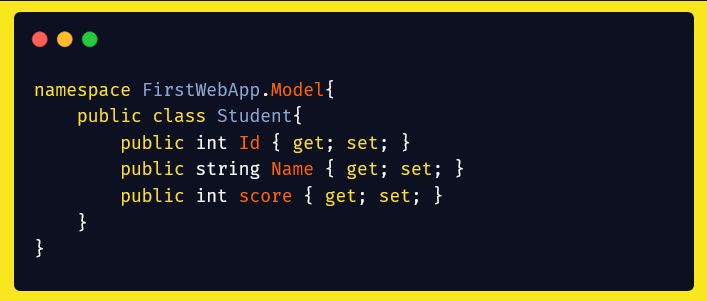 namespace FirstWebApp.Model{
    public class Student{
        public int Id { get; set; }
        public string Name { get; set; }
        public int score { get; set; }
    }
}